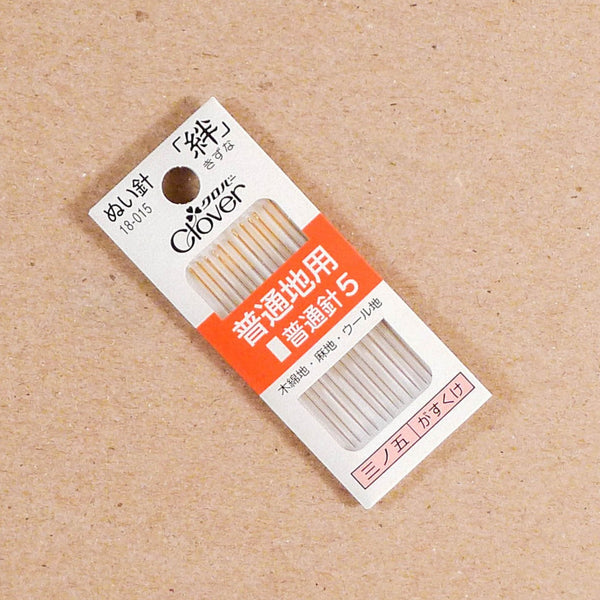 ぬい針「絆」
18-015 きずな
クロバー
Clover
普通地用
普通針5
木綿地・麻地・ウール地
三ノ五 がすくけ